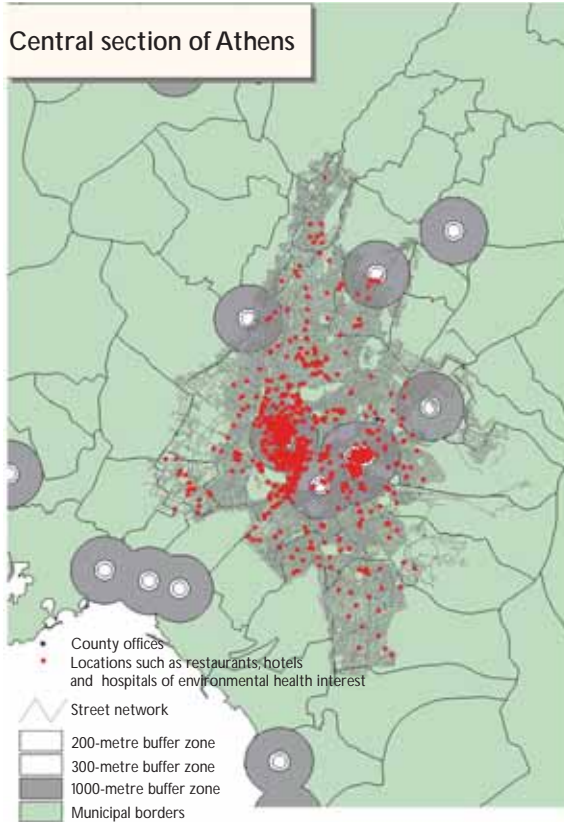 Central section of Athens
County offices
Locations such as restaurants, hotels
and hospitals of environmental health interest
Street network
200-metre buffer zone
300-metre buffer zone
1000-metre buffer zone
Municipal borders